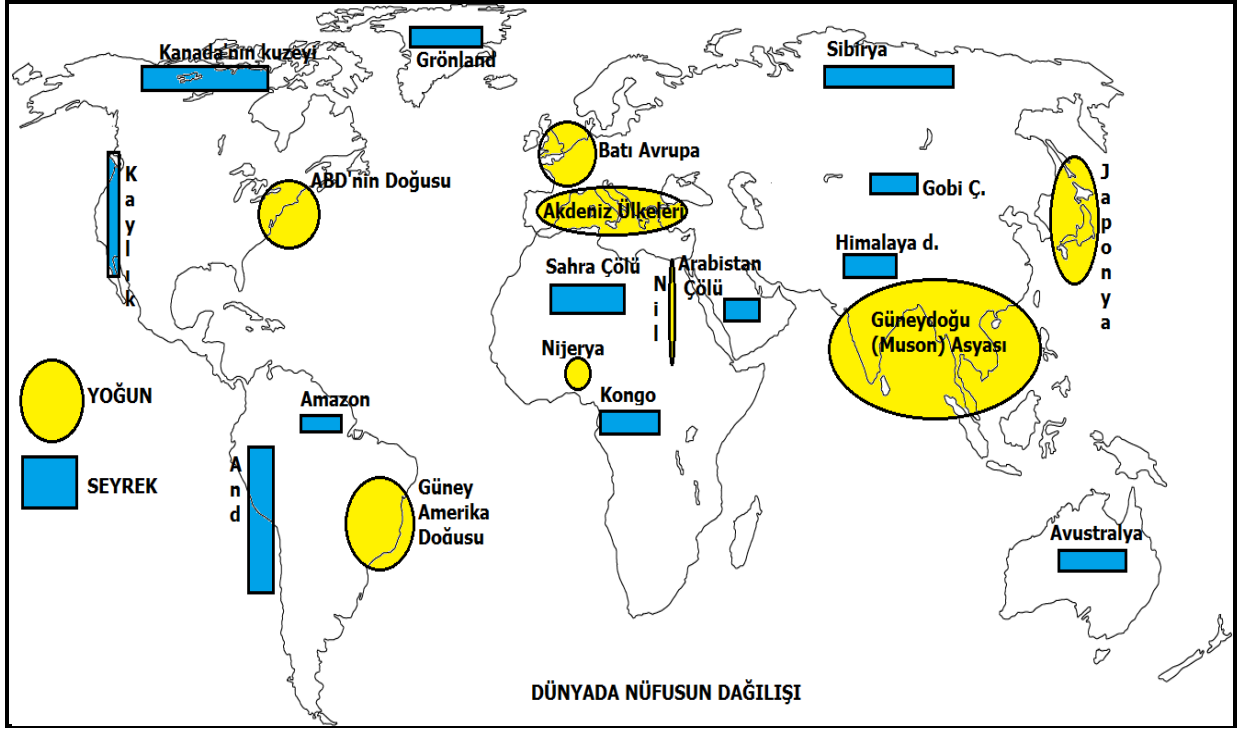 Kanada'nın kuzeyi
Grönland
Sibirya
Batı Avrupa
Kaylık
ABD'nin Doğusu
Akdeniz Ülkeleri
Gobi Ç.
Japonya
Himalaya d.
Sahra Çölü
Nil
Arabistan
Çölü
Güneydoğu
(Muson) Asyası
Nijerya
YOĞUN
Amazon
Kongo
And
SEYREK
Güney
Amerika
Doğusu
Avustralya
DÜNYADA NÜFUSUN DAĞILIŞI